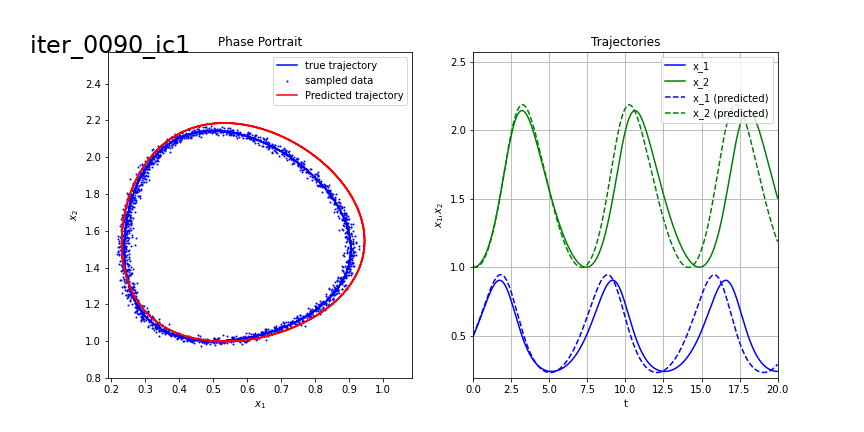 iter_0090_ic1
Phase Portrait
true trajectory
sampled data
Predicted trajectory
2.4
2.2
2.0
1.8
1.6
1.4
1.2
1.0
0.8
x₂
0.2 0.3 0.4 0.5 0.6 0.7 0.8 0.9 1.0
x₁
Trajectories
x_1
x_2
x_1 (predicted)
x_2 (predicted)
2.5
2.0
1.5
1.0
0.5
x₁,x₂
0.0 2.5 5.0 7.5 10.0 12.5 15.0 17.5 20.0
t